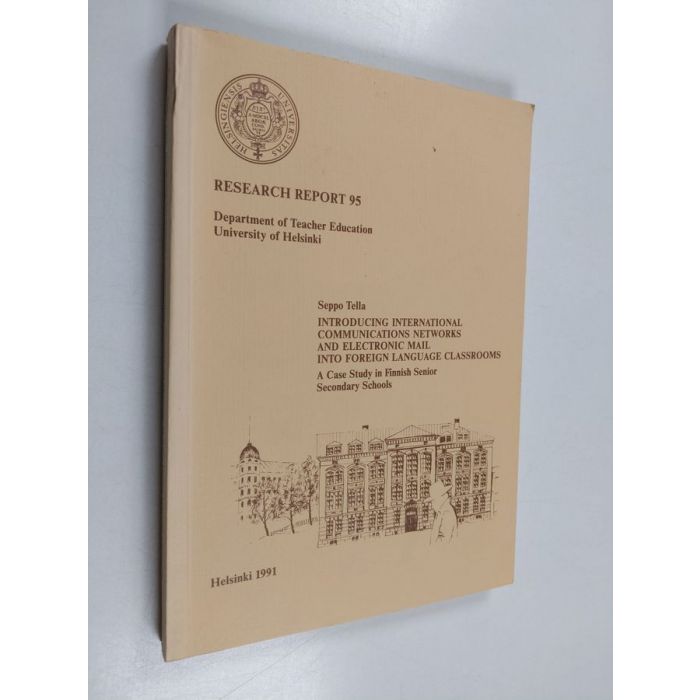 UNIVERSITAS HELSINGIENSIS
RESEARCH REPORT 95
Department of Teacher Education
University of Helsinki
Seppo Tella
INTRODUCING INTERNATIONAL
COMMUNICATIONS NETWORKS
AND ELECTRONIC MAIL
INTO FOREIGN LANGUAGE CLASSROOMS
A Case Study in Finnish Senior
Secondary Schools
Helsinki 1991